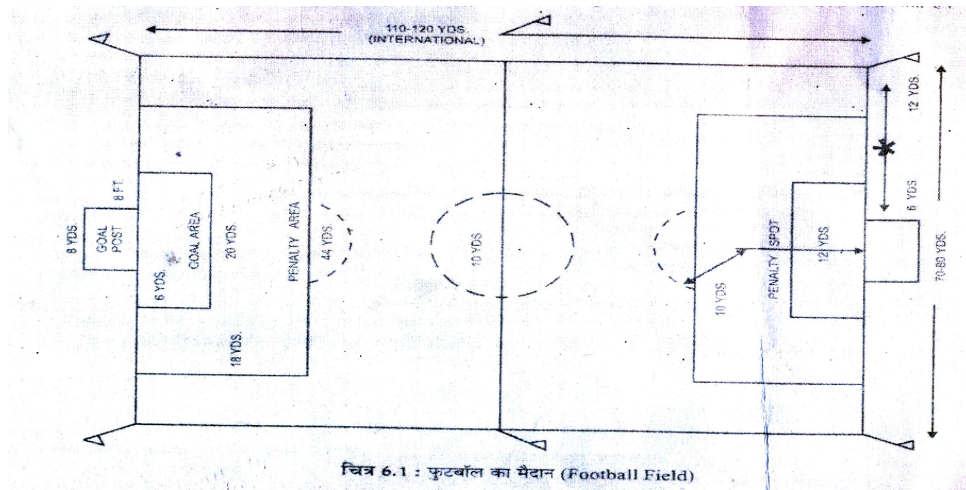 110-120 YDS.
(INTERNATIONAL)
12 YDS.
8 FT.
8 YDS.
GOAL
POST
GOAL AREA
20 YDS.
6 YDS.
18 YDS.
PENALTY AREA
44 YDS.
10 YDS
10 YDS
PENALTY SPOT
12 YDS
6 YDS
70-80 YDS.
चित्र 6.1 : फुटबॉल का मैदान (Football Field)